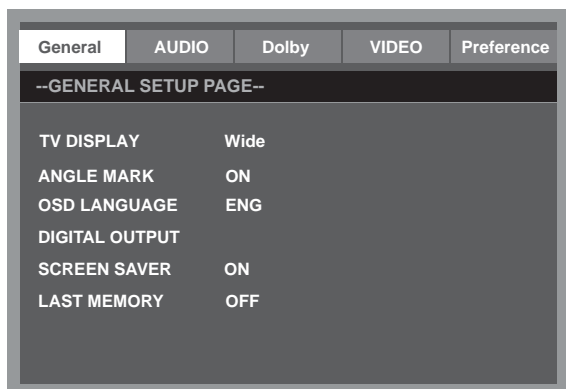 General AUDIO Dolby VIDEO Preference
--GENERAL SETUP PAGE--
TV DISPLAY Wide
ANGLE MARK ON
OSD LANGUAGE ENG
DIGITAL OUTPUT
SCREEN SAVER ON
LAST MEMORY OFF